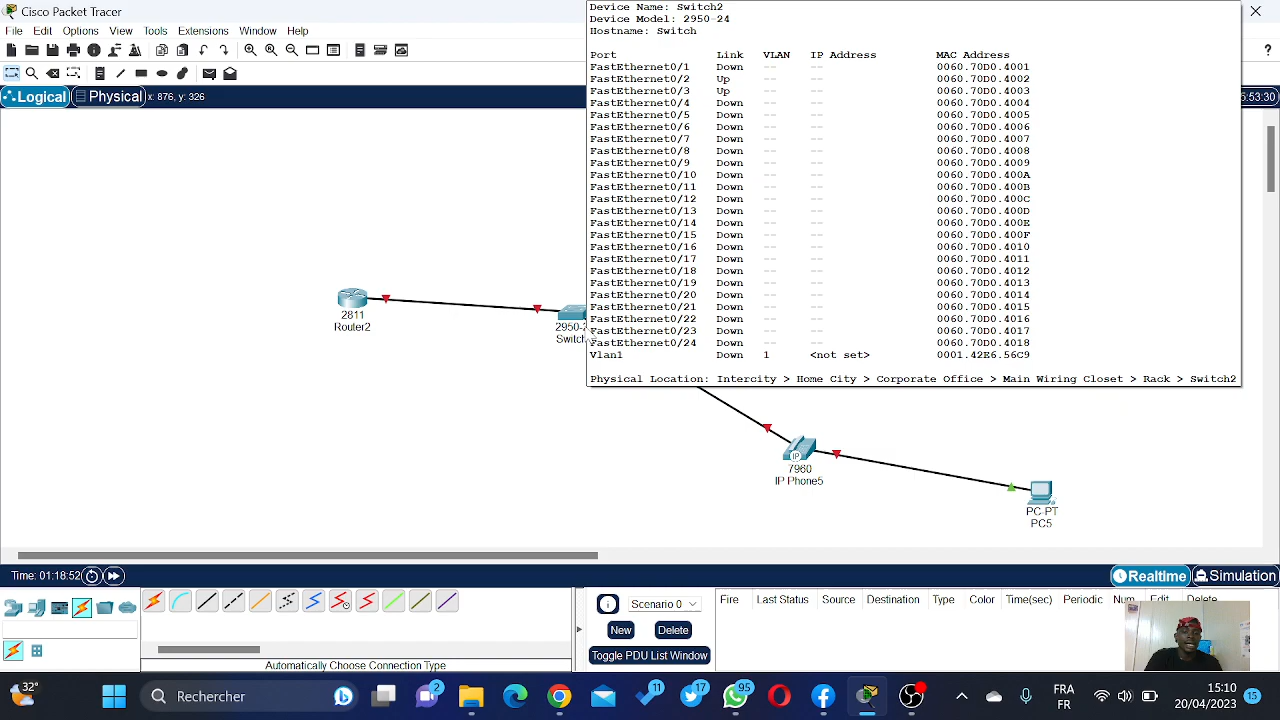 Cisco Packet Tracer
File Edit Options View Tools Extensions Window Help
Logical
x: 876, y: 339
Device Name: Switch2
Device Model: 2950-24
Hostname: Switch
Port Link VLAN IP Address MAC Address
FastEthernet0/1 Down -- -- 0060.70D0.4001
FastEthernet0/2 Up -- -- 0060.70D0.4002
FastEthernet0/3 Up -- -- 0060.70D0.4003
FastEthernet0/4 Down -- -- 0060.70D0.4004
FastEthernet0/5 Down -- -- 0060.70D0.4005
FastEthernet0/6 Down -- -- 0060.70D0.4006
FastEthernet0/7 Down -- -- 0060.70D0.4007
FastEthernet0/8 Down -- -- 0060.70D0.4008
FastEthernet0/9 Down -- -- 0060.70D0.4009
FastEthernet0/10 Down -- -- 0060.70D0.400A
FastEthernet0/11 Down -- -- 0060.70D0.400B
FastEthernet0/12 Down -- -- 0060.70D0.400C
FastEthernet0/13 Down -- -- 0060.70D0.400D
FastEthernet0/14 Down -- -- 0060.70D0.400E
FastEthernet0/15 Down -- -- 0060.70D0.400F
FastEthernet0/16 Down -- -- 0060.70D0.4010
FastEthernet0/17 Down -- -- 0060.70D0.4011
FastEthernet0/18 Down -- -- 0060.70D0.4012
FastEthernet0/19 Down -- -- 0060.70D0.4013
FastEthernet0/20 Down -- -- 0060.70D0.4014
FastEthernet0/21 Down -- -- 0060.70D0.4015
FastEthernet0/22 Down -- -- 0060.70D0.4016
FastEthernet0/23 Down -- -- 0060.70D0.4017
FastEthernet0/24 Down -- -- 0060.70D0.4018
Vlan1 Down 1 <not set> 0001.4226.56C9
Physical Location: Intercity > Home City > Corporate Office > Main Wiring Closet > Rack > Switch2
IP
7960
IP Phone5
PC-PT
PC5
Time: 01:18:52
Realtime
Simulation
Scenario 0
New
Delete
Toggle PDU List Window
Fire Last Status Source Destination Type Color Time(sec) Periodic Num Edit Delete
Automatically Choose Connection Type
32°
Rechercher
11
17
95
FRA
FR
15:10
20/04/2023